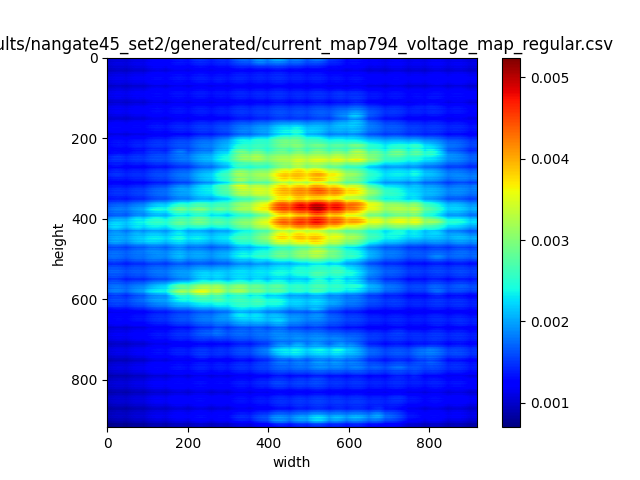 ults/nangate45_set2/generated/current_map794_voltage_map_regular.csv
0
200
400
600
800
height
0 200 400 600 800
width
0.005
0.004
0.003
0.002
0.001